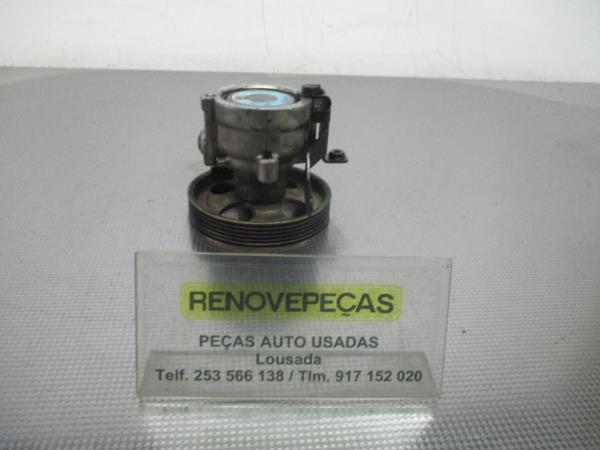 RENOVEPEÇAS
PEÇAS AUTO USADAS
Lousada
Telf. 253 566 138 / Tlm. 917 152 020